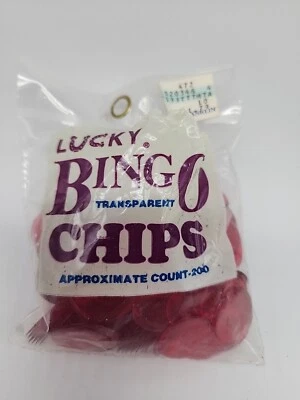 LUCKY.
BINGO
TRANSPARENT
CHIPS
APPROXIMATE COUNT-200